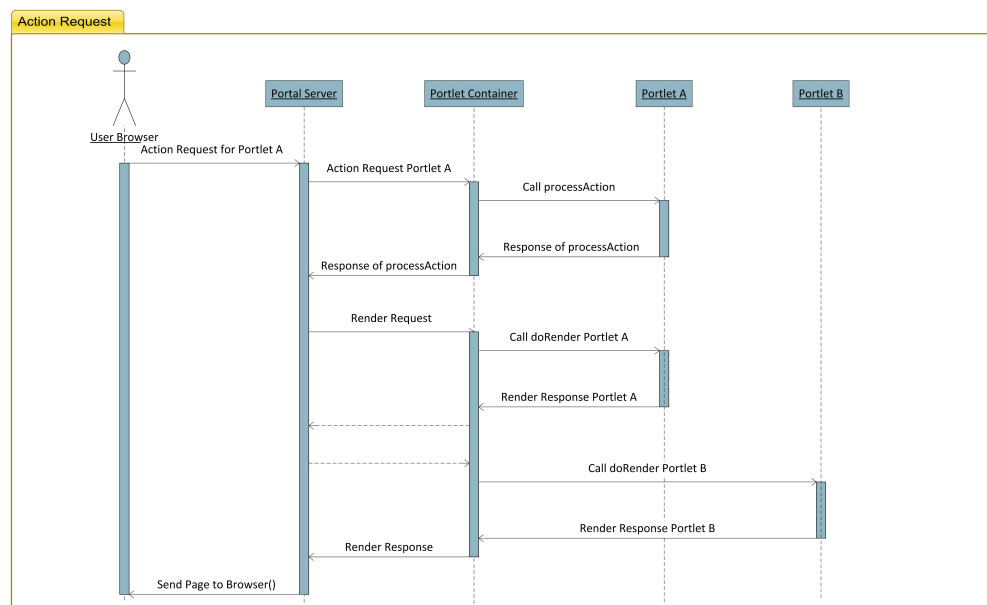 Action Request
Portal Server
Portlet Container
Portlet A
Portlet B
User Browser
Action Request for Portlet A
Action Request Portlet A
Call processAction
Response of processAction
Response of processAction
Render Request
Call doRender Portlet A
Render Response Portlet A
Call doRender Portlet B
Render Response Portlet B
Render Response
Send Page to Browser()